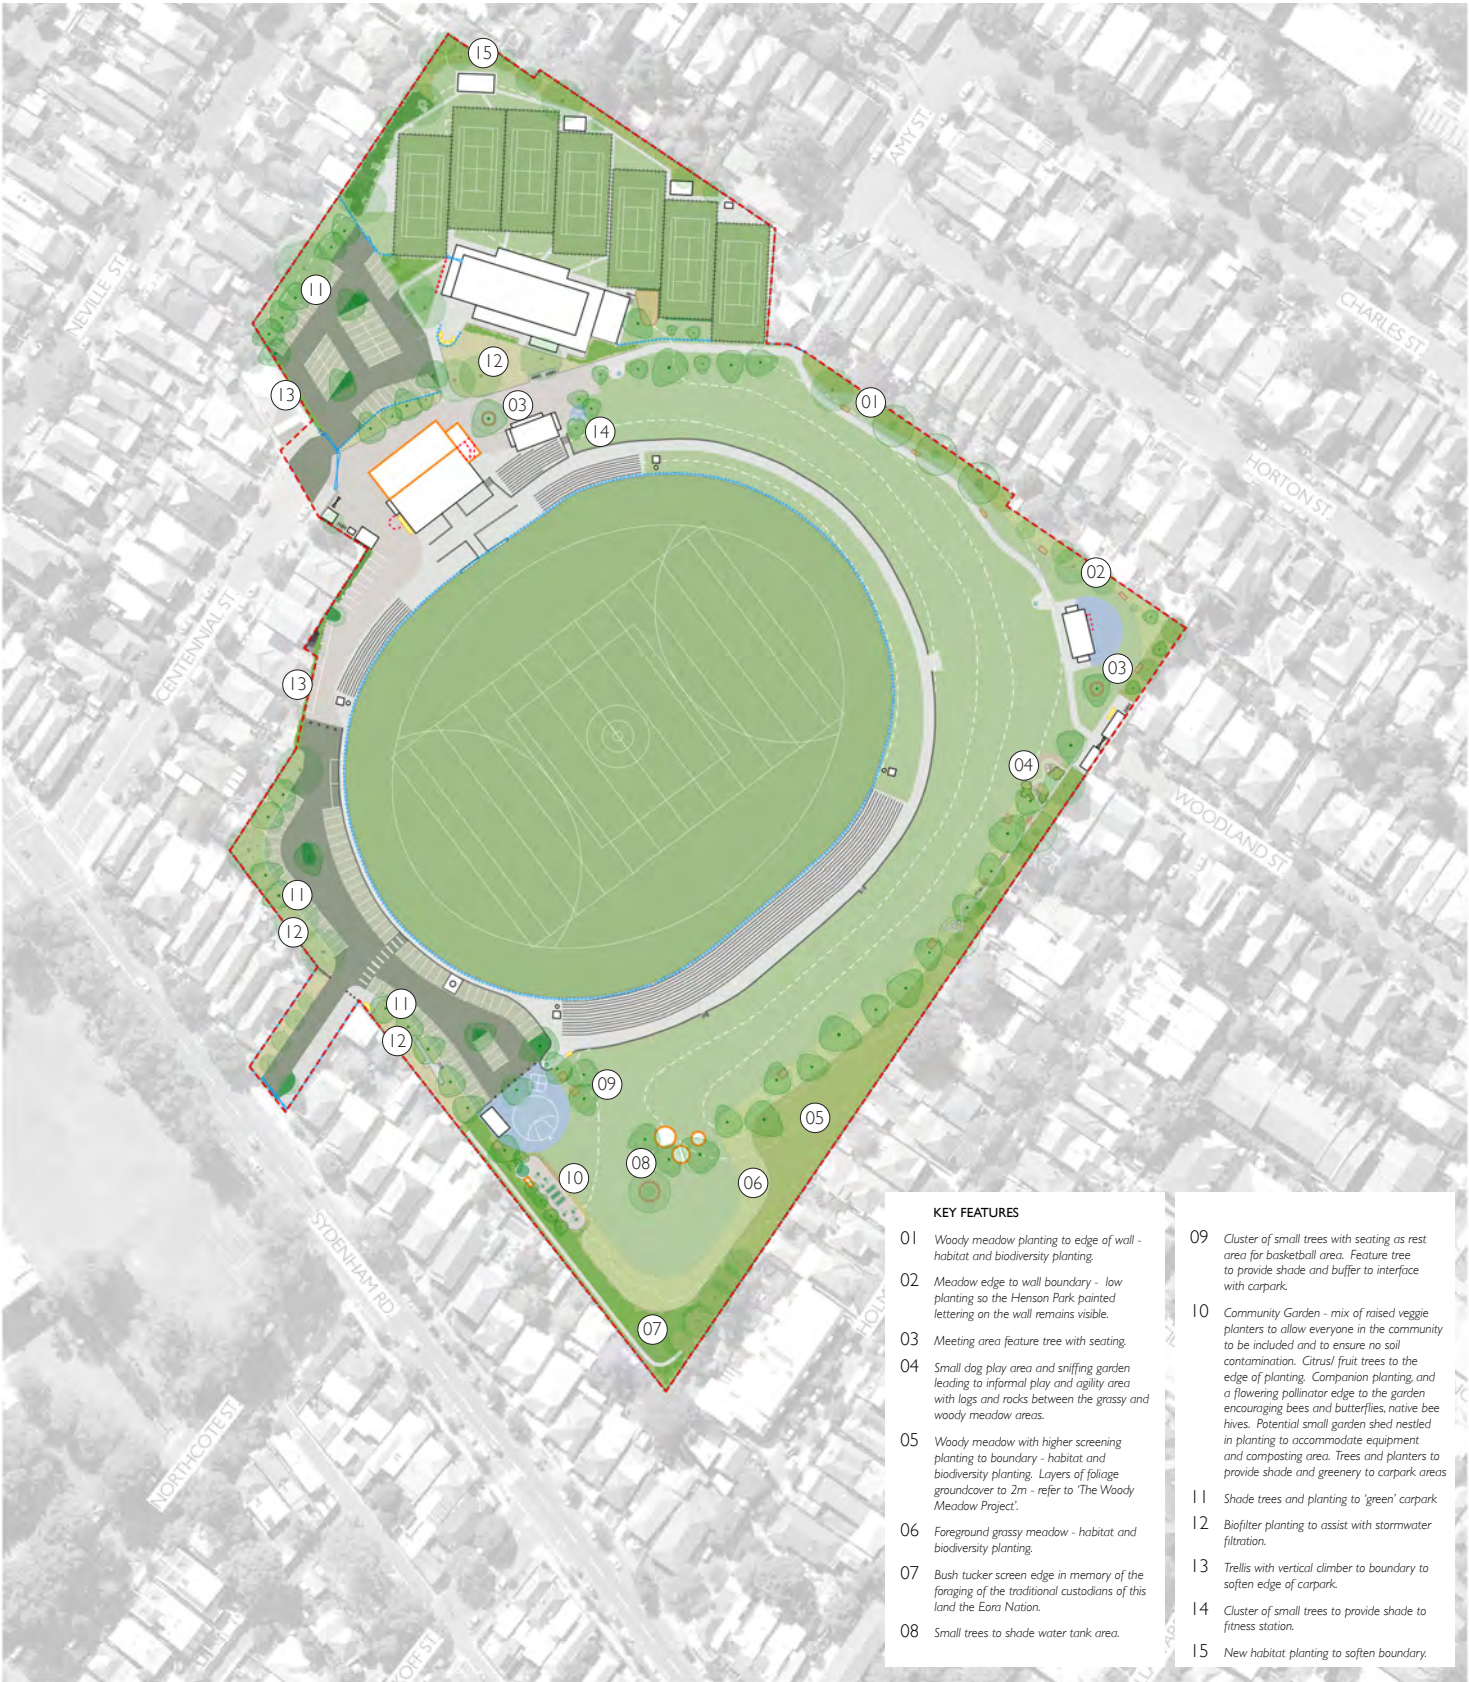 15
AMY ST
NEVILLE ST
11
CHARLES ST
12
13
03
01
14
HORTON ST
02
CENTENNIAL ST
03
13
04
WOODLAND ST
11
12
11
12
09
05
08
10
06
SYDENHAM RD
07
NORTHCOTE ST
KEY FEATURES
01 Woody meadow planting to edge of wall -
habitat and biodiversity planting.
02 Meadow edge to wall boundary - low
planting so the Henson Park painted
lettering on the wall remains visible.
03 Meeting area feature tree with seating.
04 Small dog play area and sniffing garden
leading to informal play and agility area
with logs and rocks between the grassy and
woody meadow areas.
05 Woody meadow with higher screening
planting to boundary - habitat and
biodiversity planting. Layers of foliage
groundcover to 2m - refer to 'The Woody
Meadow Project'.
06 Foreground grassy meadow - habitat and
biodiversity planting.
07 Bush tucker screen edge in memory of the
foraging of the traditional custodians of this
land the Eora Nation.
08 Small trees to shade water tank area.
09 Cluster of small trees with seating as rest
area for basketball area. Feature tree
to provide shade and buffer to interface
with carpark.
10 Community Garden - mix of raised veggie
planters to allow everyone in the community
to be included and to ensure no soil
contamination. Citrus/ fruit trees to the
edge of planting. Companion planting, and
a flowering pollinator edge to the garden
encouraging bees and butterflies, native bee
hives. Potential small garden shed nestled
in planting to accommodate equipment
and composting area. Trees and planters to
provide shade and greenery to carpark areas
11 Shade trees and planting to 'green' carpark
12 Biofilter planting to assist with stormwater
filtration.
13 Trellis with vertical climber to boundary to
soften edge of carpark.
14 Cluster of small trees to provide shade to
fitness station.
15 New habitat planting to soften boundary.